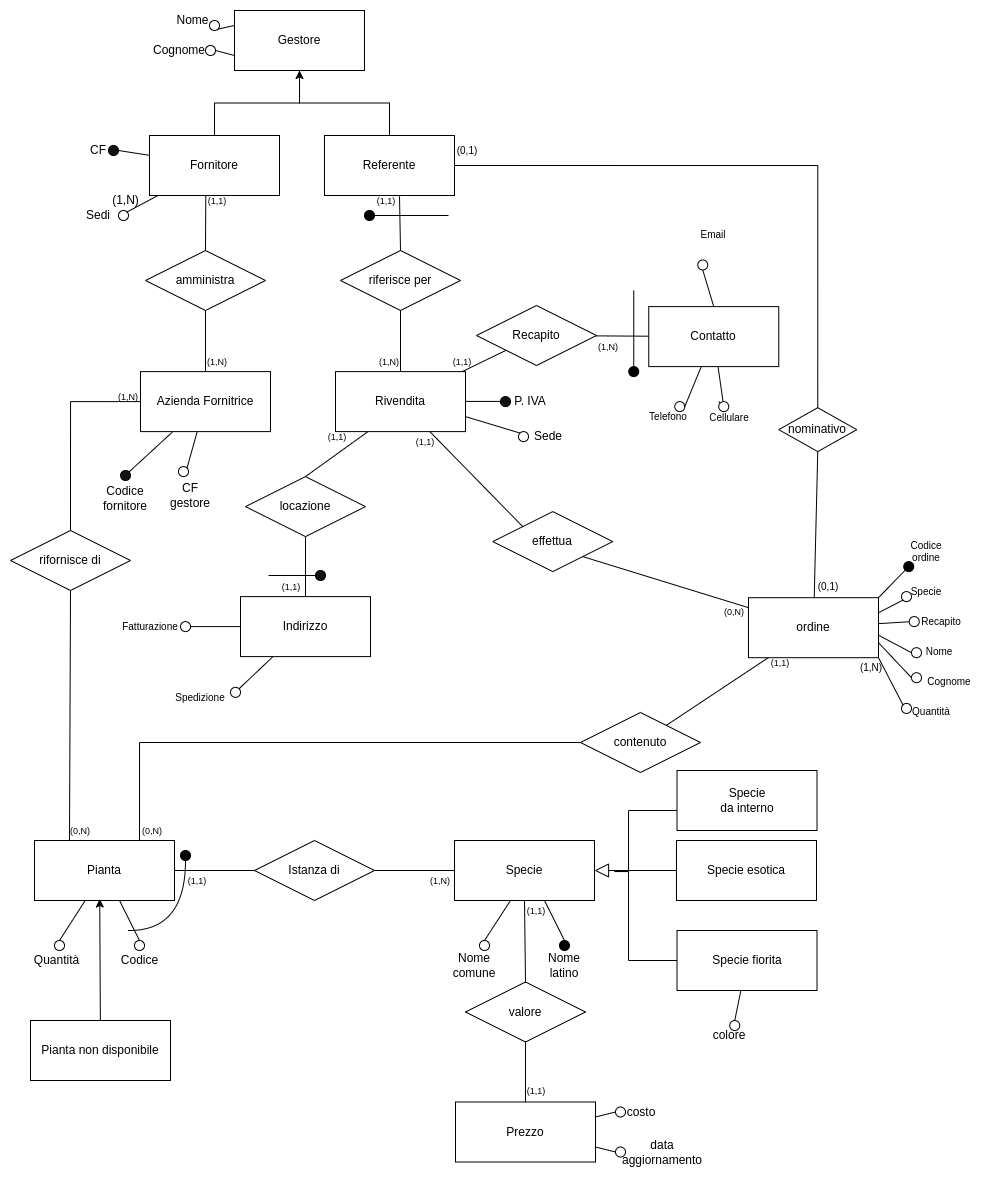 Nome
Gestore
Cognome
CF
Fornitore
Referente
(0,1)
(1,N)
Sedi
(1,1)
(1,1)
Email
amministra
riferisce per
Recapito
Contatto
(1,N)
(1,N)
(1,N)
(1,1)
(1,N)
Azienda Fornitrice
Rivendita
P. IVA
Telefono
Cellulare
Sede
nominativo
(1,1)
(1,1)
Codice
fornitore
CF
gestore
locazione
effettua
rifornisce di
Codice
ordine
(1,1)
(0,1)
Specie
(0,N)
Fatturazione
Indirizzo
ordine
Recapito
Nome
(1,1)
(1,N)
Cognome
Spedizione
Quantità
contenuto
Specie
da interno
(0,N)
(0,N)
Pianta
(1,1)
Istanza di
(1,N)
Specie
Specie esotica
(1,1)
Quantità
Codice
Nome
comune
Nome
latino
Specie fiorita
valore
colore
Pianta non disponibile
(1,1)
Prezzo
costo
data
aggiornamento